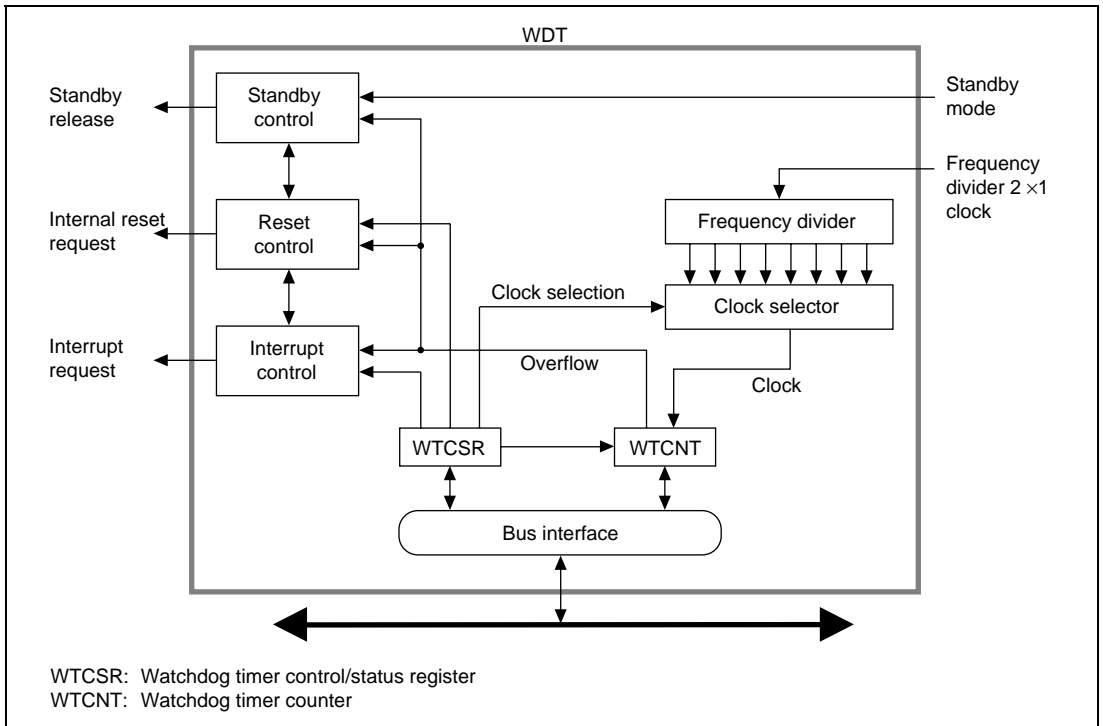 WDT
Standby
release
Standby
control
Standby
mode
Frequency
divider 2 ×1
clock
Internal reset
request
Reset
control
Frequency divider
Clock selection
Clock selector
Interrupt
request
Interrupt
control
Overflow
Clock
WTCSR
WTCNT
Bus interface
WTCSR: Watchdog timer control/status register
WTCNT: Watchdog timer counter